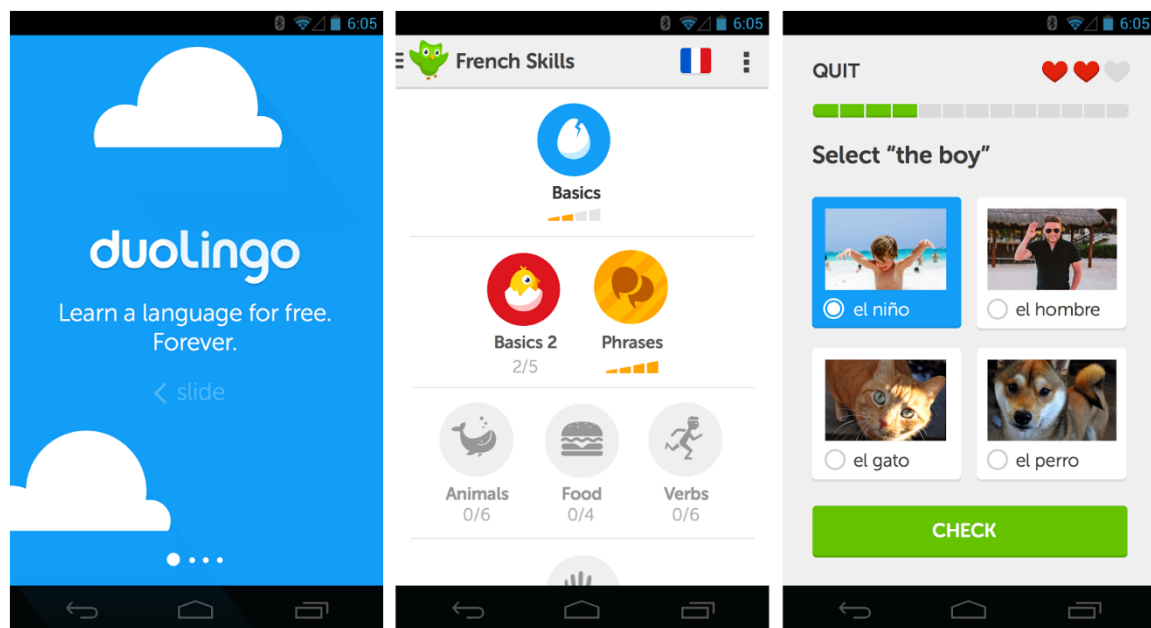 6:05
duolingo
Learn a language for free.
Forever.
< slide
6:05
French Skills
Basics
Basics 2
Phrases
2/5
Animals
Food
Verbs
0/6
0/4
0/6
6:05
QUIT
Select “the boy”
el niño
el hombre
el gato
el perro
CHECK